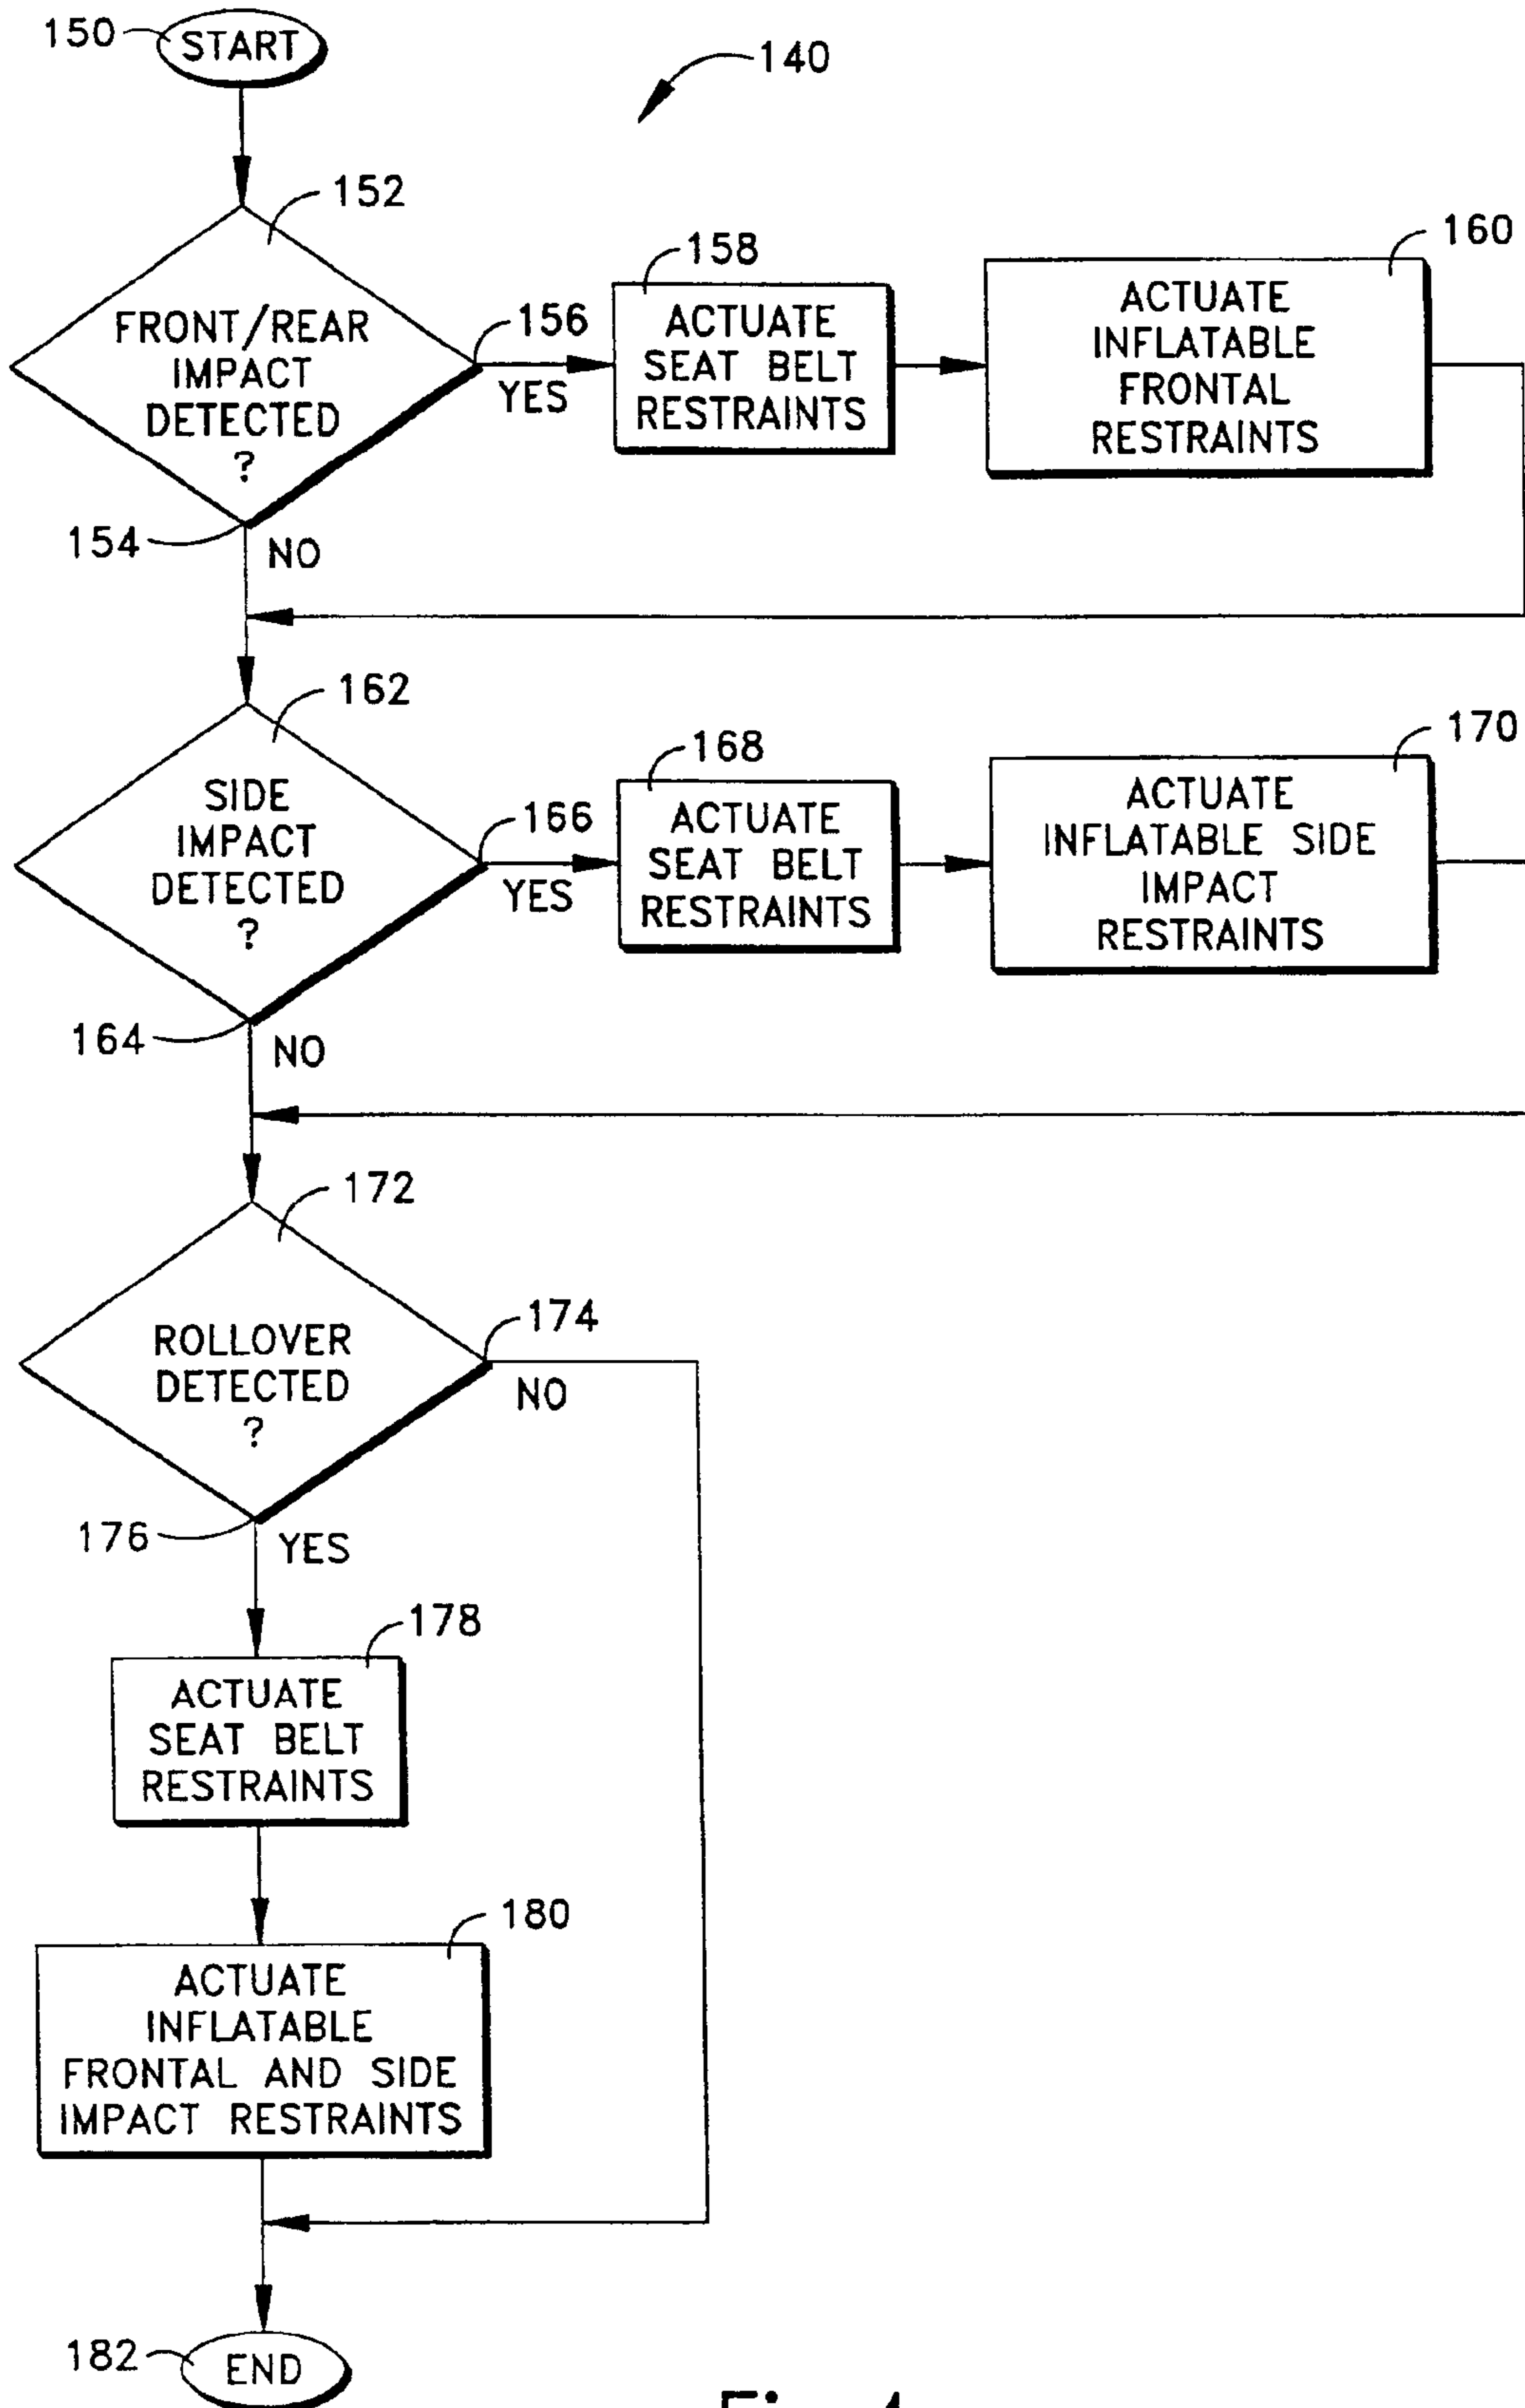 150
START
140
152
FRONT/REAR
IMPACT
DETECTED
?
156
YES
154
NO
158
ACTUATE
SEAT BELT
RESTRAINTS
160
ACTUATE
INFLATABLE
FRONTAL
RESTRAINTS
162
SIDE
IMPACT
DETECTED
?
166
YES
164
NO
168
ACTUATE
SEAT BELT
RESTRAINTS
170
ACTUATE
INFLATABLE SIDE
IMPACT
RESTRAINTS
172
ROLLOVER
DETECTED
?
174
NO
176
YES
178
ACTUATE
SEAT BELT
RESTRAINTS
180
ACTUATE
INFLATABLE
FRONTAL AND SIDE
IMPACT RESTRAINTS
182
END